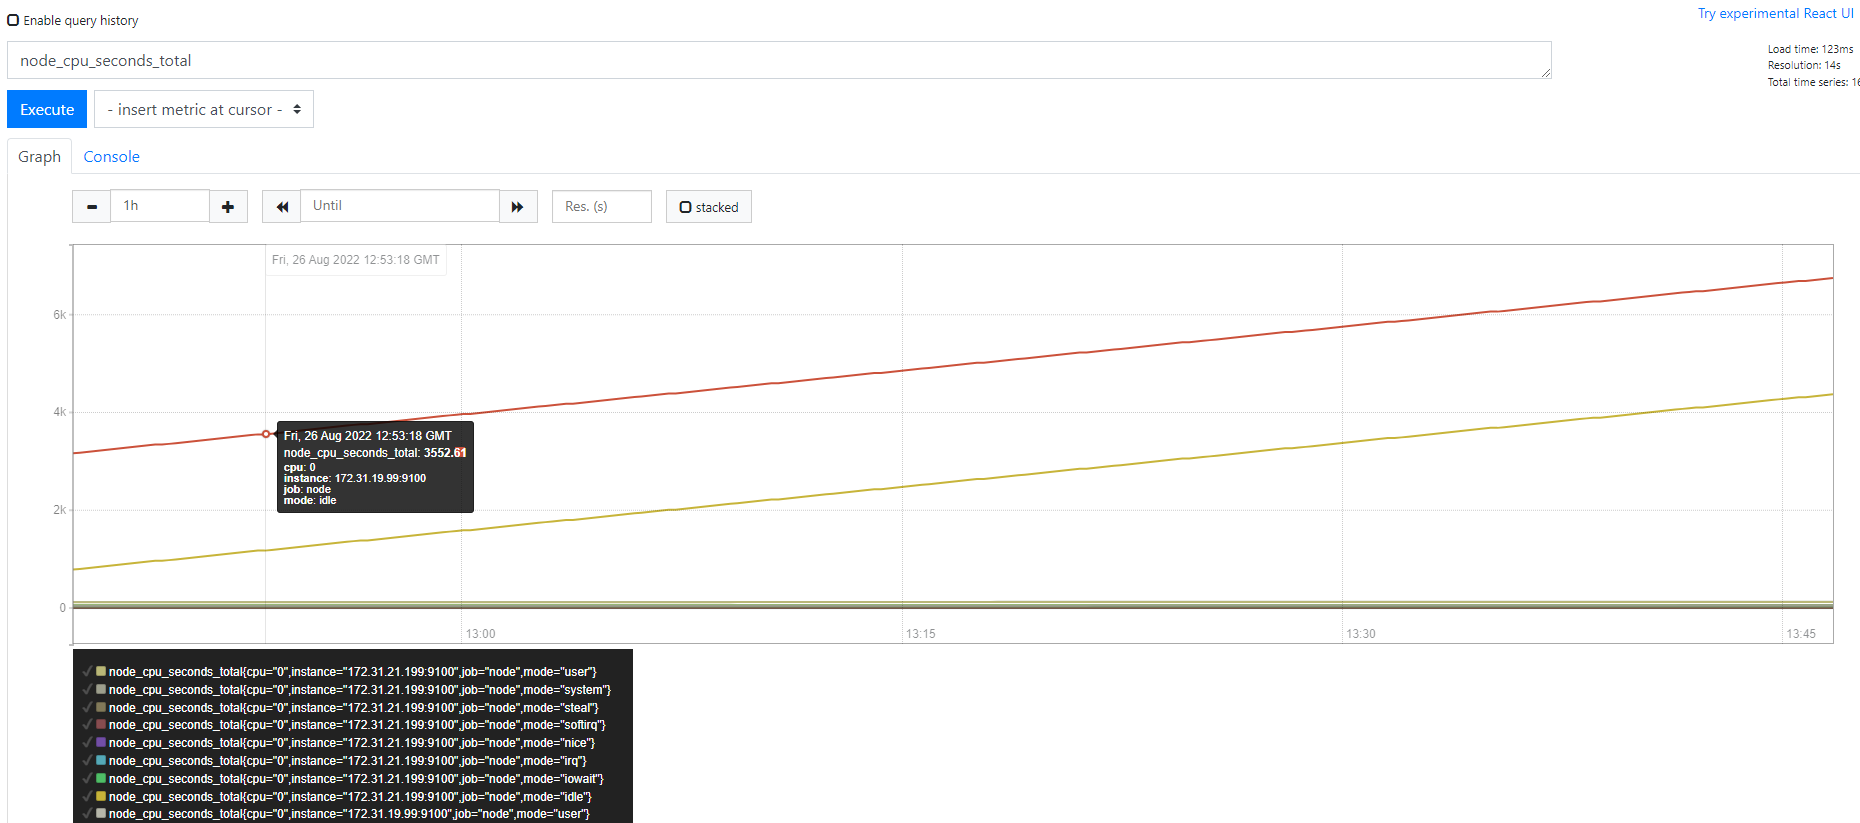 Enable query history
Try experimental React UI
node_cpu_seconds_total
Load time: 123ms
Resolution: 14s
Total time series: 16
Execute
- insert metric at cursor -
Graph
Console
1h
Until
Res. (s)
stacked
Fri, 26 Aug 2022 12:53:18 GMT
6k
4k
2k
0
Fri, 26 Aug 2022 12:53:18 GMT
node_cpu_seconds_total: 3552.61
cpu: 0
instance: 172.31.19.99:9100
job: node
mode: idle
13:00
13:15
13:30
13:45
node_cpu_seconds_total{cpu="0",instance="172.31.21.199:9100",job="node",mode="user"}
node_cpu_seconds_total{cpu="0",instance="172.31.21.199:9100",job="node",mode="system"}
node_cpu_seconds_total{cpu="0",instance="172.31.21.199:9100",job="node",mode="steal"}
node_cpu_seconds_total{cpu="0",instance="172.31.21.199:9100",job="node",mode="softirq"}
node_cpu_seconds_total{cpu="0",instance="172.31.21.199:9100",job="node",mode="nice"}
node_cpu_seconds_total{cpu="0",instance="172.31.21.199:9100",job="node",mode="irq"}
node_cpu_seconds_total{cpu="0",instance="172.31.21.199:9100",job="node",mode="iowait"}
node_cpu_seconds_total{cpu="0",instance="172.31.21.199:9100",job="node",mode="idle"}
node_cpu_seconds_total{cpu="0",instance="172.31.19.99:9100",job="node",mode="user"}